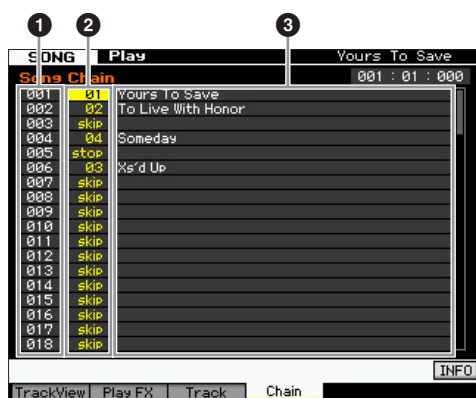 1 2 3
SONG Play Yours To Save
Song Chain 001 : 01 : 000
001 01 Yours To Save
002 02 To Live With Honor
003 skip
004 04 Someday
005 stop
006 03 Xs'd Up
007 skip
008 skip
009 skip
010 skip
011 skip
012 skip
013 skip
014 skip
015 skip
016 skip
017 skip
018 skip
INFO
TrackView Play FX Track Chain